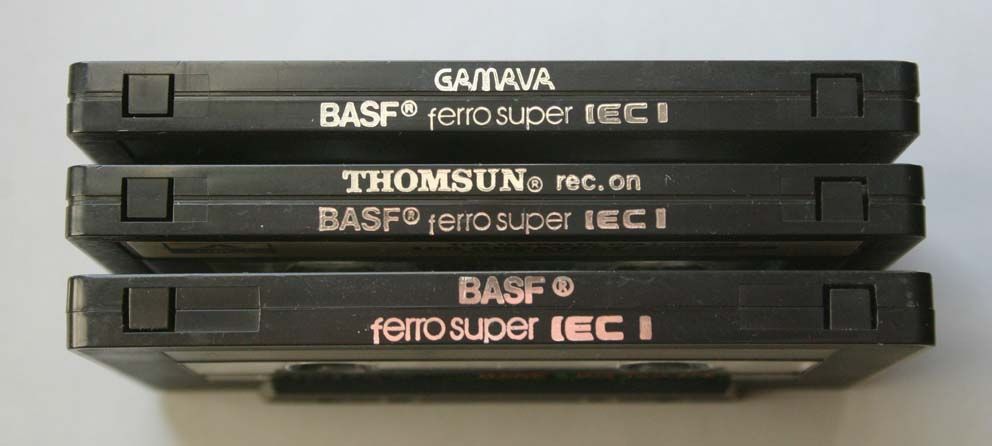 GAMAVA
BASF® ferro super IEC I
THOMSUN® rec. on
BASF® ferro super IEC I
BASF®
ferro super IEC I